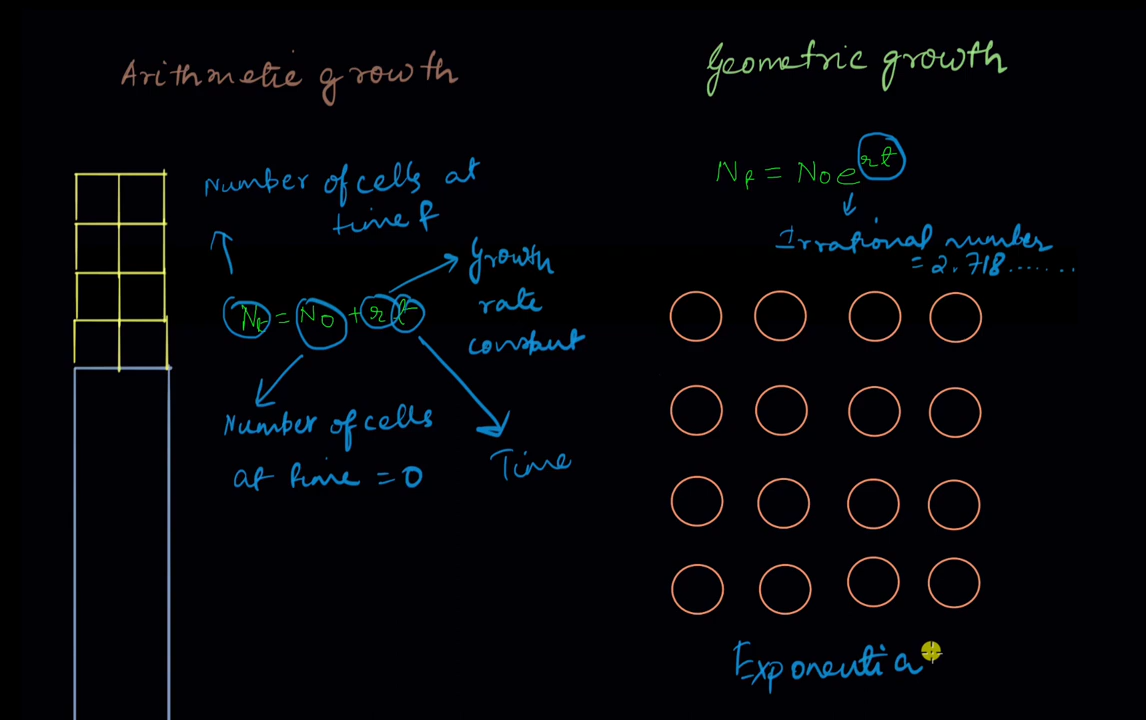 Arithmetic growth
Number of cells at
time t
Nt = No + rt
Growth
rate
constant
Number of cells
at time = 0
Time
Geometric growth
Nt = Noe^rt
Irrational number
= 2.718.......
Exponentia